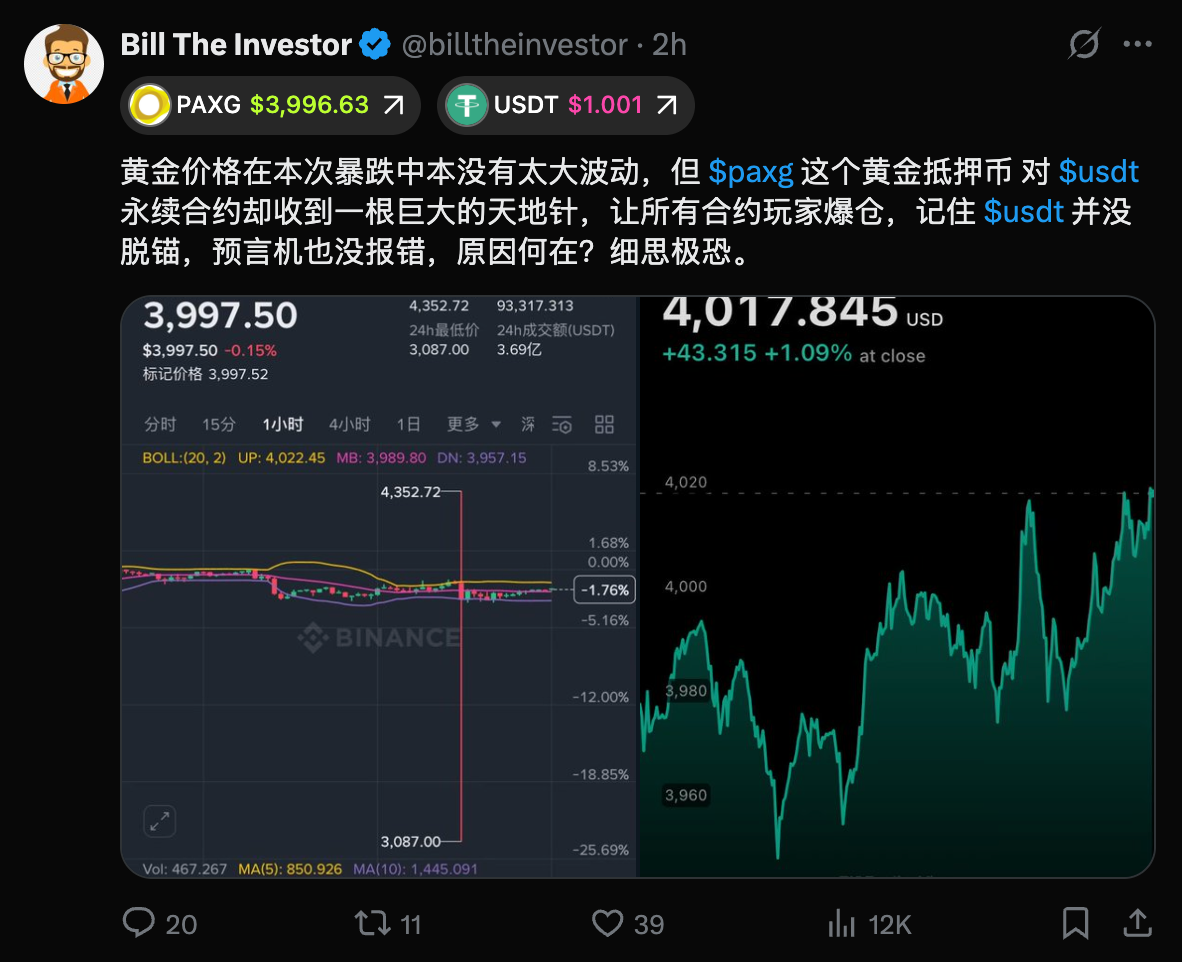 Bill The Investor @billtheinvestor · 2h
PAXG $3,996.63 USDT $1.001
黄金价格在本次暴跌中本没有太大波动，但 $paxg 这个黄金抵押币 对 $usdt
永续合约却收到一根巨大的天地针，让所有合约玩家爆仓，记住 $usdt 并没
脱锚，预言机也没报错，原因何在？细思极恐。
3,997.50
$3,997.50 -0.15%
标记价格 3,997.52
4,352.72 93,317.313
24h最低价 24h成交额(USDT)
3,087.00 3.69亿
分时 15分 1小时 4小时 1日 更多 深
BOLL:(20, 2) UP: 4,022.45 MB: 3,989.80 DN: 3,957.15
8.53%
4,352.72
1.68%
0.00%
-1.76%
-5.16%
BINANCE
-12.00%
-18.85%
3,087.00
-25.69%
Vol: 467.267 MA(5): 850.926 MA(10): 1,445.091
4,017.845 USD
+43.315 +1.09% at close
4,020
4,000
3,980
3,960
20 11 39 12K